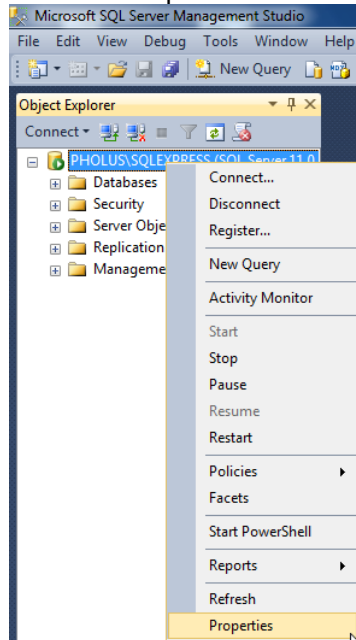 Microsoft SQL Server Management Studio
File Edit View Debug Tools Window Help
New Query
Object Explorer
Connect
PHOLUS\SQLEXPRESS (SQL Server 11.0
Databases
Security
Server Obje
Replication
Manageme
Connect...
Disconnect
Register...
New Query
Activity Monitor
Start
Stop
Pause
Resume
Restart
Policies
Facets
Start PowerShell
Reports
Refresh
Properties